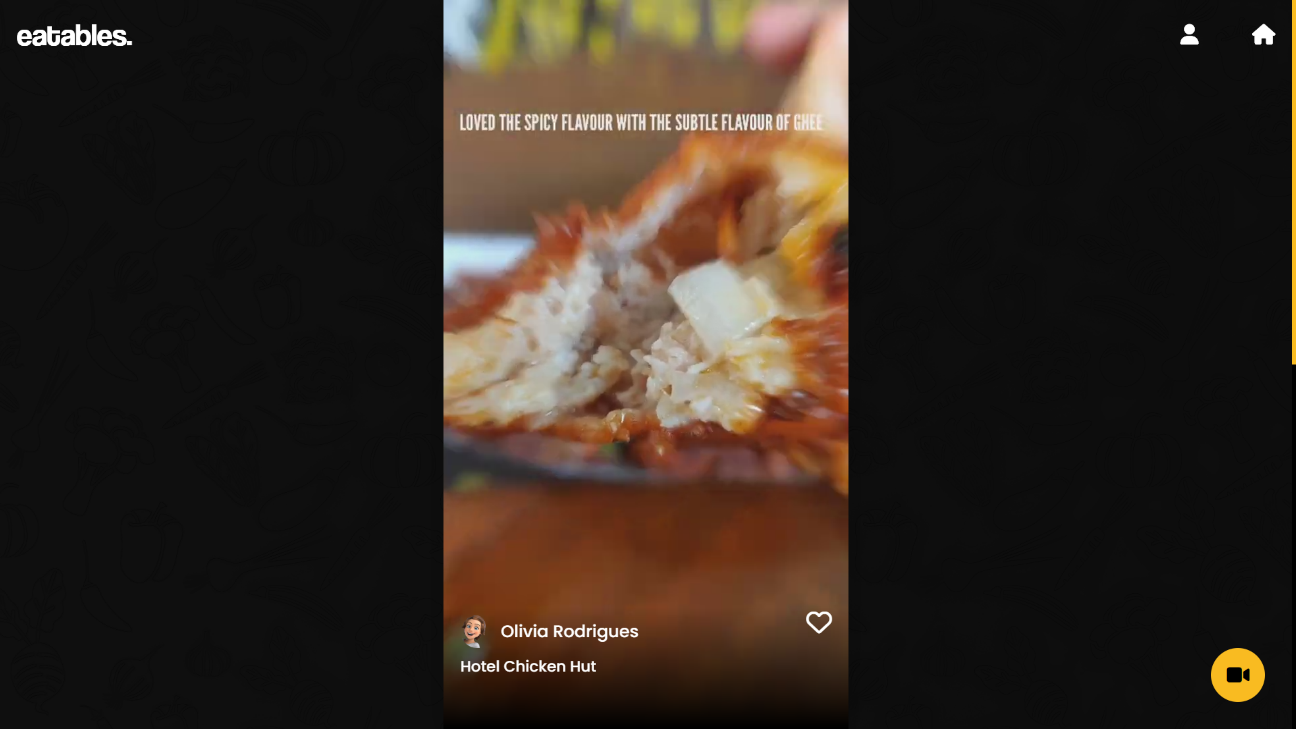 eatables.
LOVED THE SPICY FLAVOUR WITH THE SUBTLE FLAVOUR OF GHEE
Olivia Rodrigues
Hotel Chicken Hut